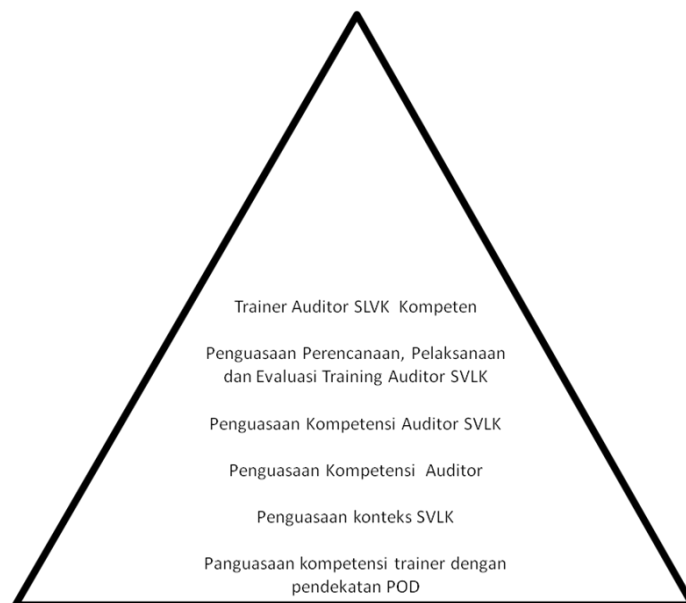 Trainer Auditor SLVK Kompeten
Penguasaan Perencanaan, Pelaksanaan
dan Evaluasi Training Auditor SVLK
Penguasaan Kompetensi Auditor SVLK
Penguasaan Kompetensi Auditor
Penguasaan konteks SVLK
Panguasaan kompetensi trainer dengan
pendekatan POD